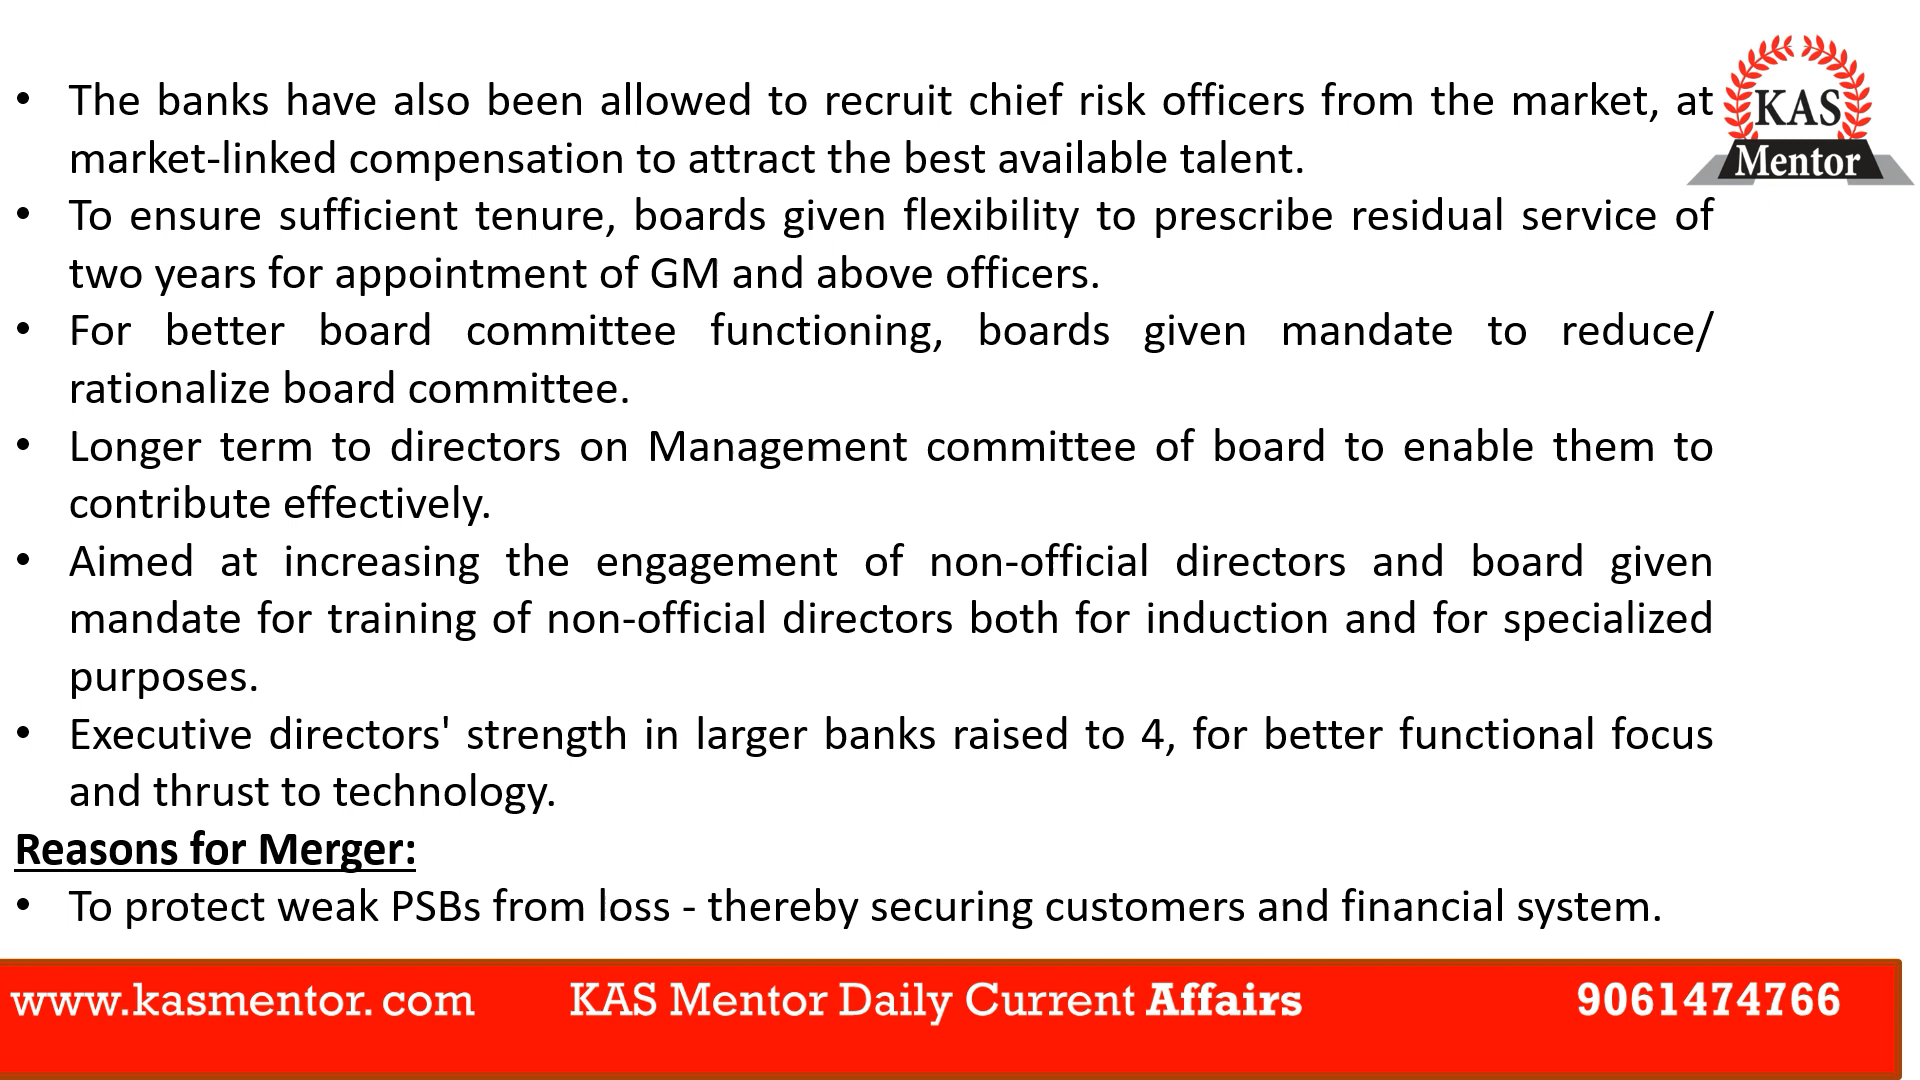 • The banks have also been allowed to recruit chief risk officers from the market, at
market-linked compensation to attract the best available talent.
• To ensure sufficient tenure, boards given flexibility to prescribe residual service of
two years for appointment of GM and above officers.
• For better board committee functioning, boards given mandate to reduce/
rationalize board committee.
• Longer term to directors on Management committee of board to enable them to
contribute effectively.
• Aimed at increasing the engagement of non-official directors and board given
mandate for training of non-official directors both for induction and for specialized
purposes.
• Executive directors' strength in larger banks raised to 4, for better functional focus
and thrust to technology.
Reasons for Merger:
• To protect weak PSBs from loss - thereby securing customers and financial system.
KAS
Mentor
www.kasmentor. com KAS Mentor Daily Current Affairs 9061474766